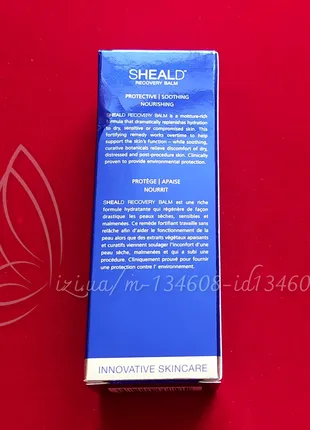 SHEALD™
RECOVERY BALM
PROTECTIVE | SOOTHING
NOURISHING
SHEALD RECOVERY BALM is a moisture-rich
formula that dramatically replenishes hydration
to dry, sensitive or compromised skin. This
fortifying remedy works overtime to help
support the skin's function – while soothing,
curative botanicals relieve discomfort of dry,
distressed and post-procedure skin. Clinically
proven to provide environmental protection.
PROTÈGE | APAISE
NOURRIT
SHEALD RECOVERY BALM est une riche
formule hydratante qui régénère de façon
drastique les peaux sèches, sensibles et
malmenées. Ce remède fortifiant travaille sans
relâche afin d'aider le fonctionnement de la
peau alors que des extraits végétaux apaisants
et curatifs viennent soulager l'inconfort d'une
peau sèche, malmenées et qui a subi une
procédure. Cliniquement prouvé pour fournir
une protection contre l' environnement.
izi.ua/m-134608-id13460
INNOVATIVE SKINCARE